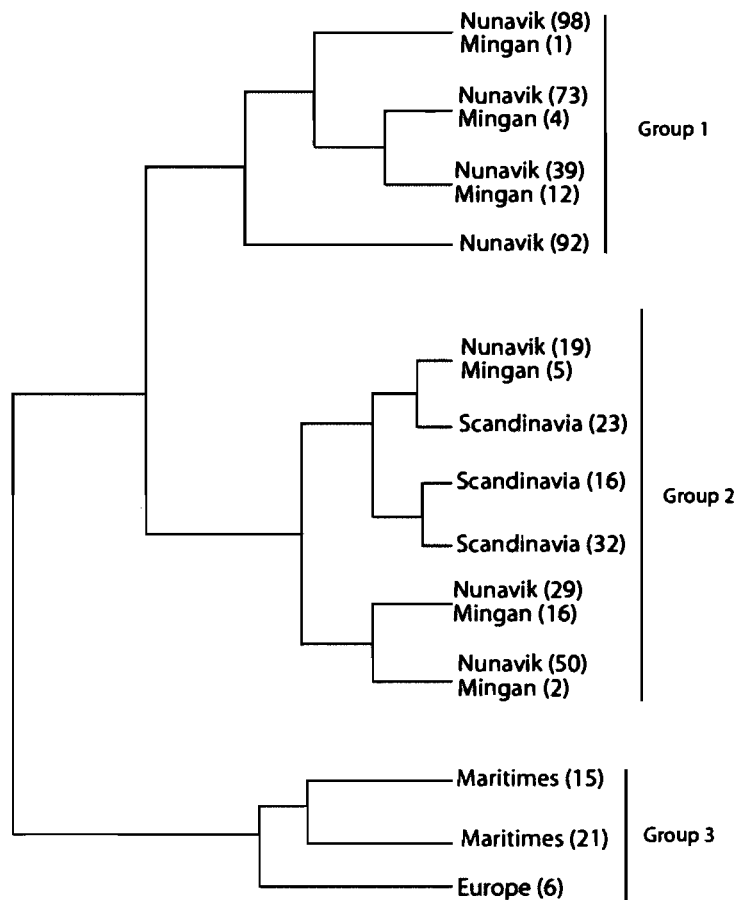 Nunavik (98)
Mingan (1)
Nunavik (73)
Mingan (4)
Group 1
Nunavik (39)
Mingan (12)
Nunavik (92)
Nunavik (19)
Mingan (5)
Scandinavia (23)
Scandinavia (16)
Group 2
Scandinavia (32)
Nunavik (29)
Mingan (16)
Nunavik (50)
Mingan (2)
Maritimes (15)
Maritimes (21)
Group 3
Europe (6)